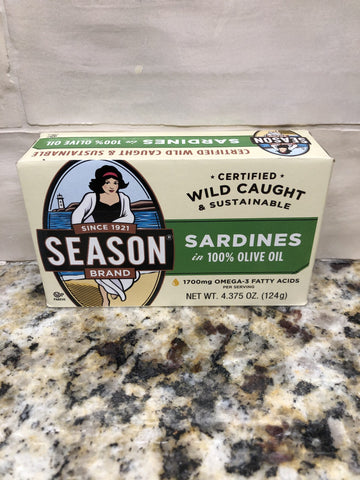 CERTIFIED WILD CAUGHT & SUSTAINABLE
SARDINES in 100% OLIVE OIL
SEASON
• CERTIFIED •
WILD CAUGHT
& SUSTAINABLE
SINCE 1921
SEASON
BRAND
SARDINES
in 100% OLIVE OIL
1700mg OMEGA-3 FATTY ACIDS
PER SERVING
NET WT. 4.375 OZ. (124g)